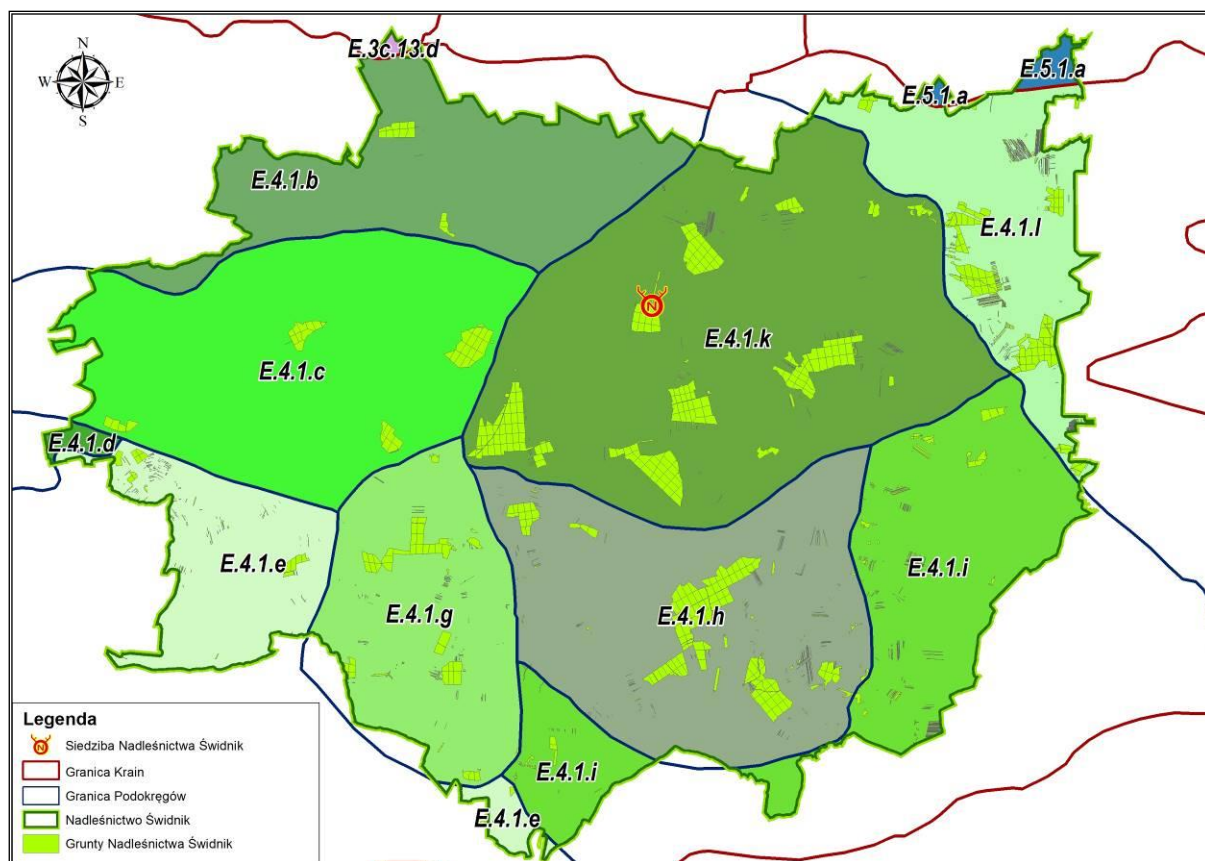 N
W E
S
E.3c.13.d
E.5.1.a
E.5.1.a
E.4.1.b
E.4.1.l
N
E.4.1.k
E.4.1.c
E.4.1.d
E.4.1.e
E.4.1.g
E.4.1.h
E.4.1.i
E.4.1.i
E.4.1.e
Legenda
N Siedziba Nadleśnictwa Świdnik
Granica Krain
Granica Podokręgów
Nadleśnictwo Świdnik
Grunty Nadleśnictwa Świdnik